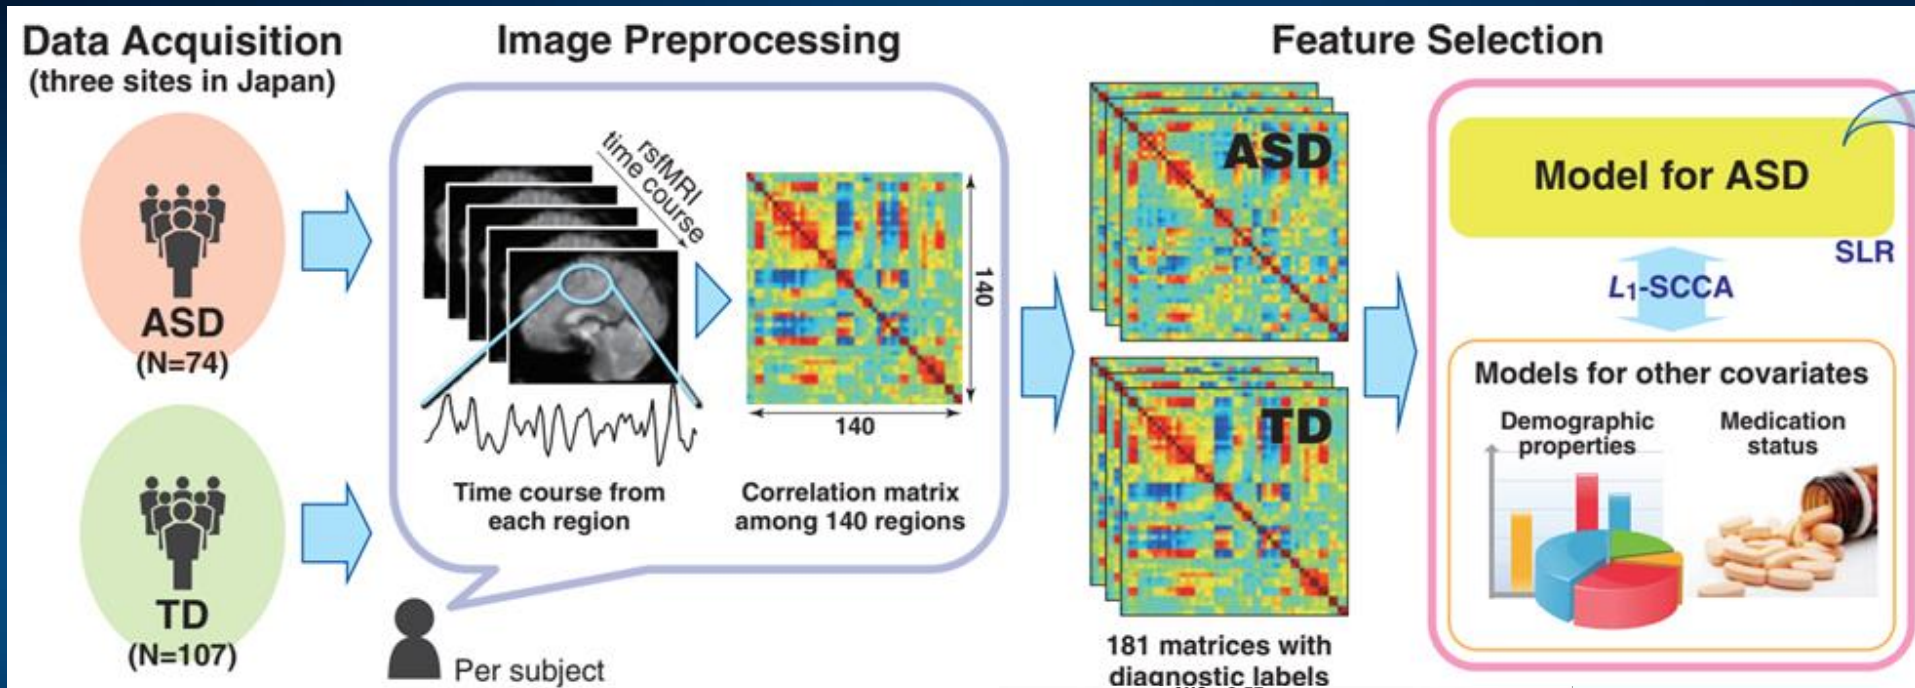 Data Acquisition
(three sites in Japan)
ASD
(N=74)
TD
(N=107)
Image Preprocessing
rsfMRI
time course
140
140
Time course from
each region
Correlation matrix
among 140 regions
Per subject
Feature Selection
ASD
TD
181 matrices with
diagnostic labels
Model for ASD
SLR
L1-SCCA
Models for other covariates
Demographic
properties
Medication
status